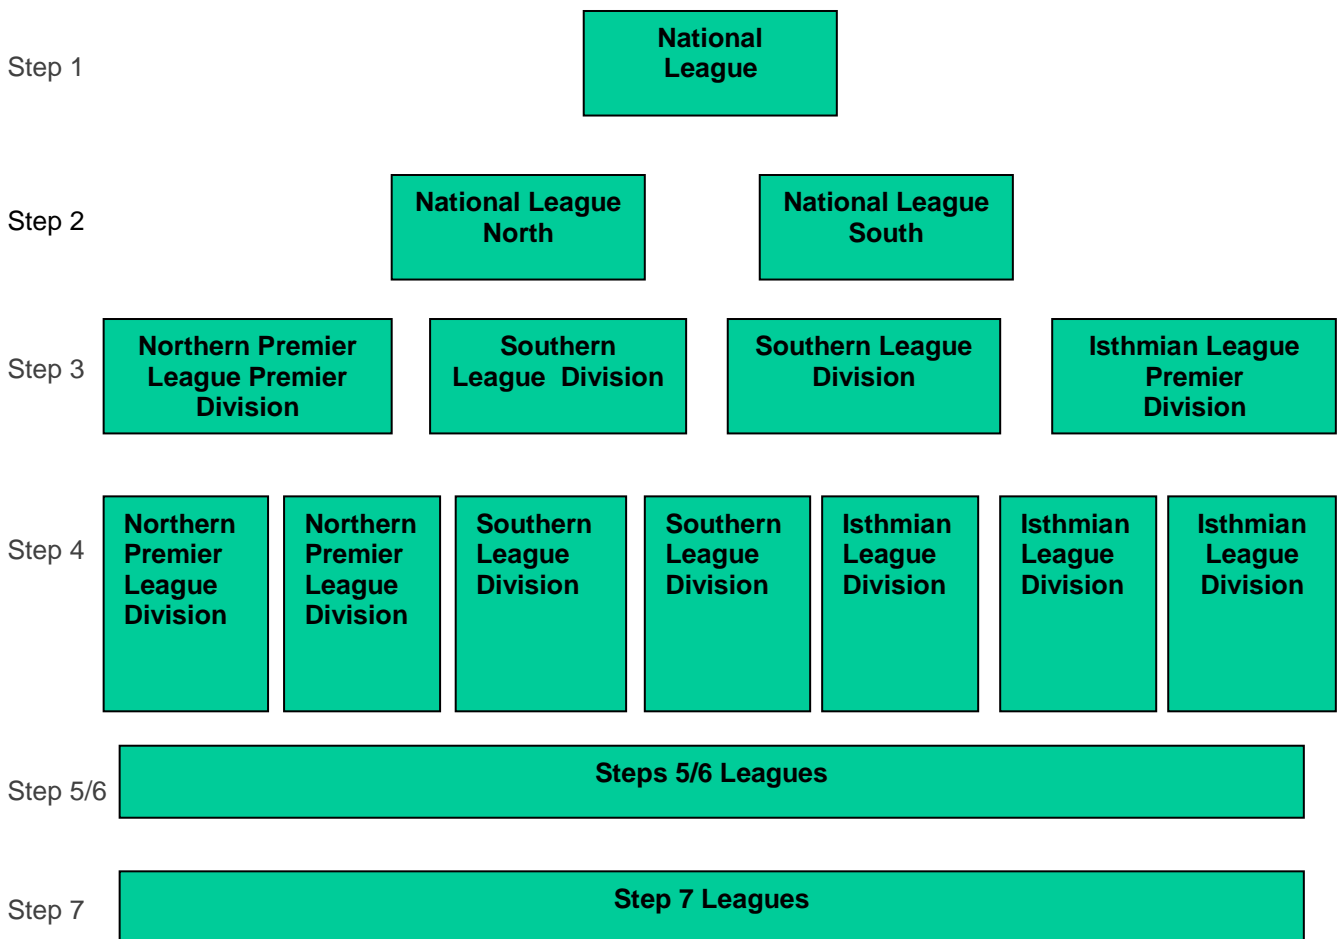 Step 1
National
League
Step 2
National League
North
National League
South
Step 3
Northern Premier
League Premier
Division
Southern
League Division
Southern League
Division
Isthmian League
Premier
Division
Step 4
Northern
Premier
League
Division
Northern
Premier
League
Division
Southern
League
Division
Southern
League
Division
Isthmian
League
Division
Isthmian
League
Division
Isthmian
League
Division
Step 5/6
Steps 5/6 Leagues
Step 7
Step 7 Leagues